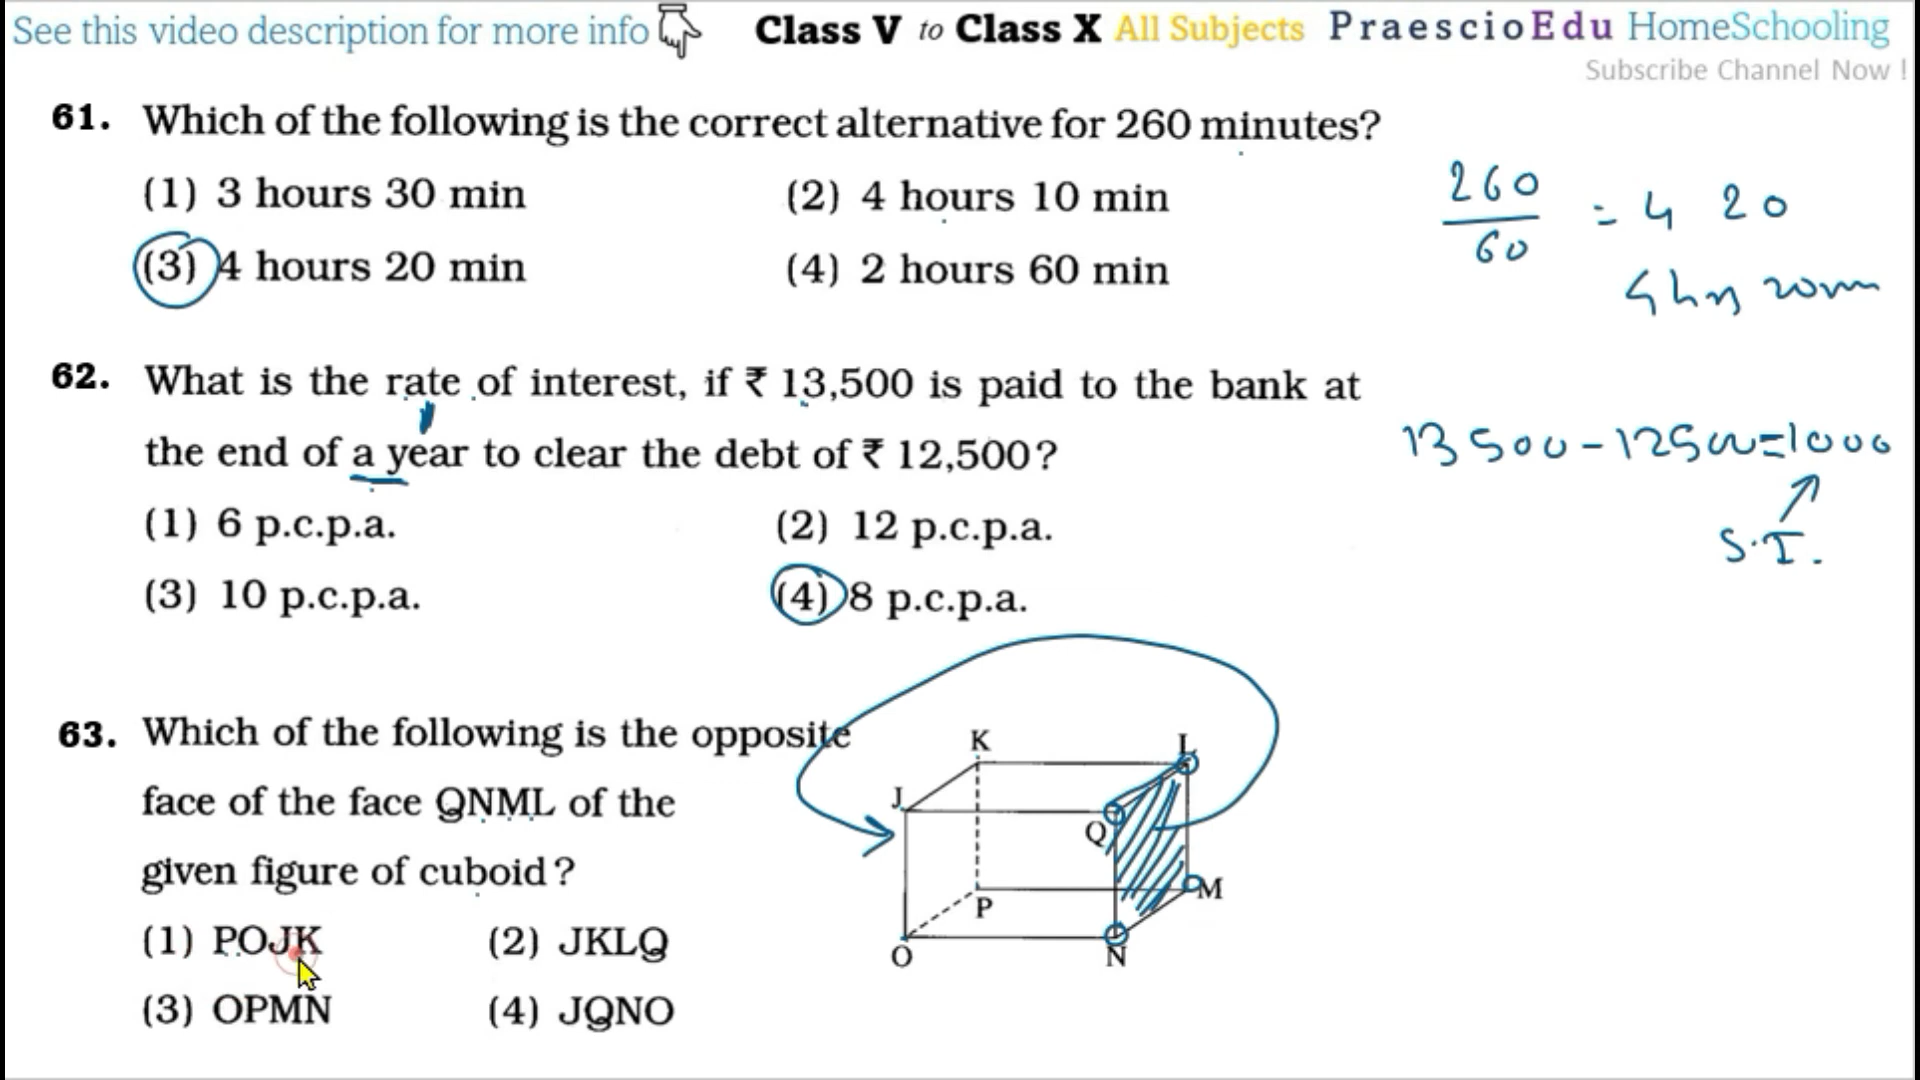 See this video description for more info Class V to Class X All Subjects PraescioEdu HomeSchooling
Subscribe Channel Now !
61. Which of the following is the correct alternative for 260 minutes?
(1) 3 hours 30 min (2) 4 hours 10 min
(3) 4 hours 20 min (4) 2 hours 60 min
260
60
= 4 20
4 hrs 20m
62. What is the rate of interest, if ₹ 13,500 is paid to the bank at
the end of a year to clear the debt of ₹ 12,500?
13500-12500=1000
S.I.
(1) 6 p.c.p.a. (2) 12 p.c.p.a.
(3) 10 p.c.p.a. (4) 8 p.c.p.a.
63. Which of the following is the opposite
face of the face QNML of the
given figure of cuboid?
(1) POJK (2) JKLQ
(3) OPMN (4) JQNO
K L
J
Q
P M
O N